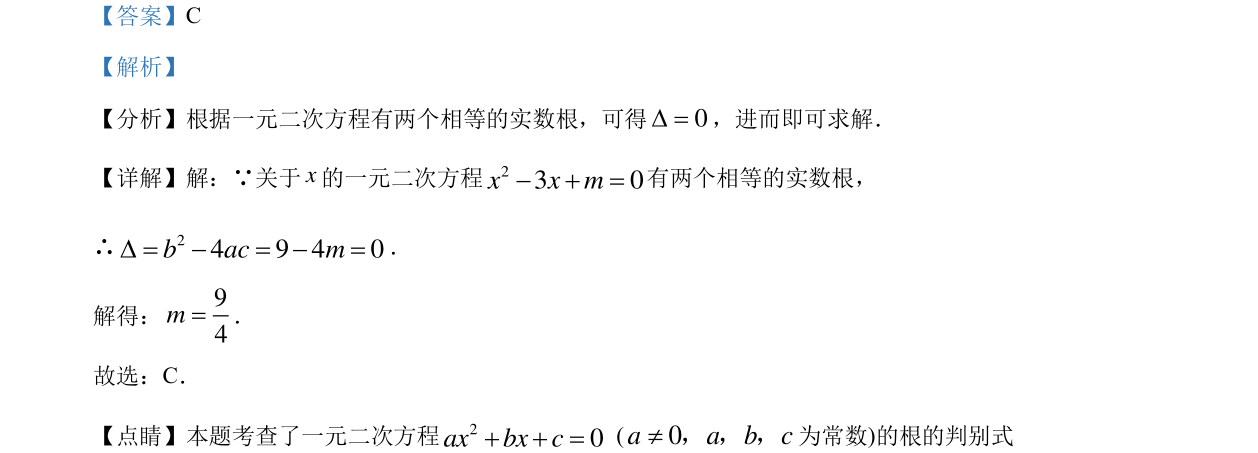 【答案】C
【解析】
【分析】根据一元二次方程有两个相等的实数根，可得Δ=0，进而即可求解．
【详解】解：∵关于x的一元二次方程x²−3x+m=0有两个相等的实数根，
∴Δ=b²−4ac=9−4m=0．
解得：m=9/4．
故选：C．
【点睛】本题考查了一元二次方程ax²+bx+c=0（a≠0，a，b，c为常数)的根的判别式